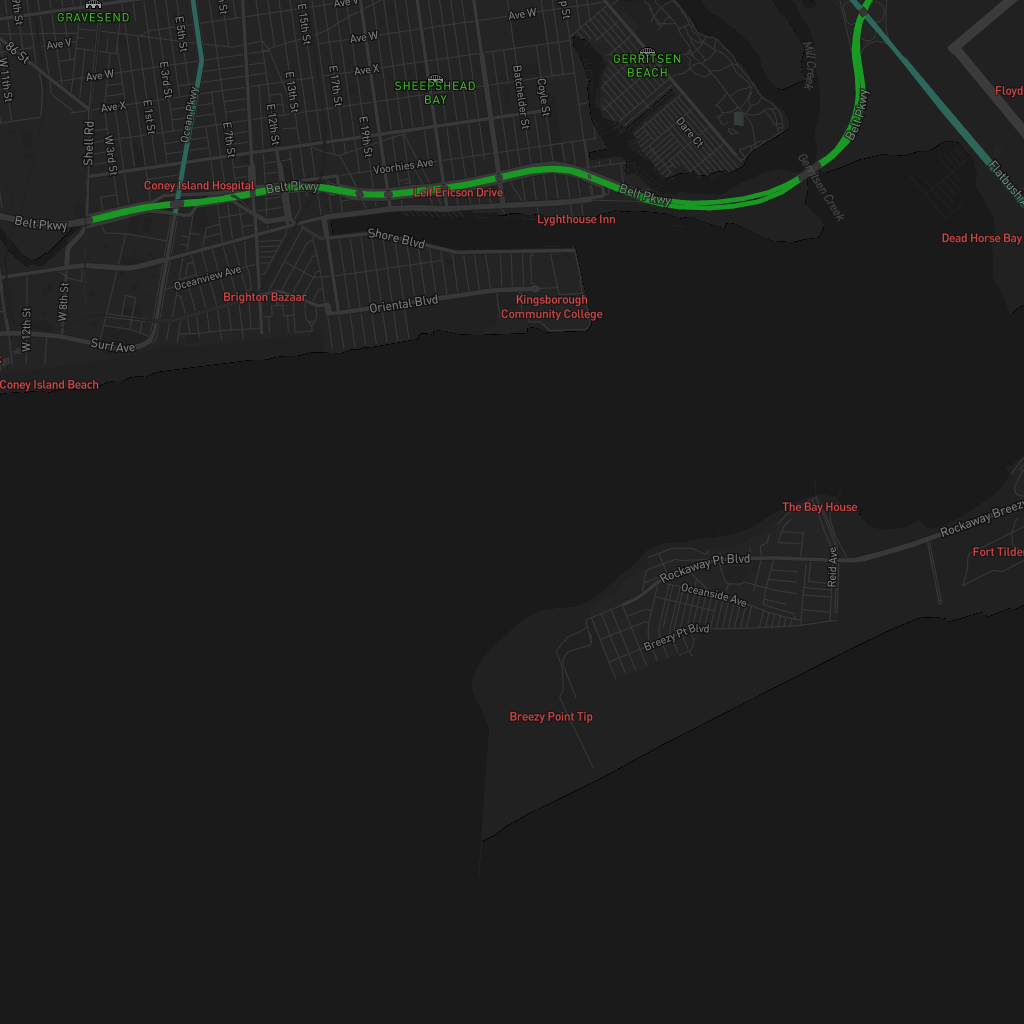 GRAVESEND
Ave V
E 5th St
E 15th St
Ave W
Ave W
86 St
Ave V
W 11th St
Ave W
E 3rd St
E 13th St
E 17th St
Ave X
SHEEPSHEAD
BAY
Batchelder St
Coyle St
GERRITSEN
BEACH
Mill Creek
Floyd
Ave X
E 1st St
Ocean Pkwy
E 7th St
E 12th St
E 19th St
Dare Ct
Belt Pkwy
Shell Rd
W 3rd St
Voorhies Ave
Gerritsen Creek
Flatbush
Coney Island Hospital
Belt Pkwy
Leif Ericson Drive
Belt Pkwy
Belt Pkwy
Lyghthouse Inn
Shore Blvd
Dead Horse Bay
Oceanview Ave
W 8th St
Brighton Bazaar
Oriental Blvd
Kingsborough
Community College
W 12th St
Surf Ave
Coney Island Beach
The Bay House
Rockaway Breezy
Fort Tilden
Rockaway Pt Blvd
Reid Ave
Oceanside Ave
Breezy Pt Blvd
Breezy Point Tip